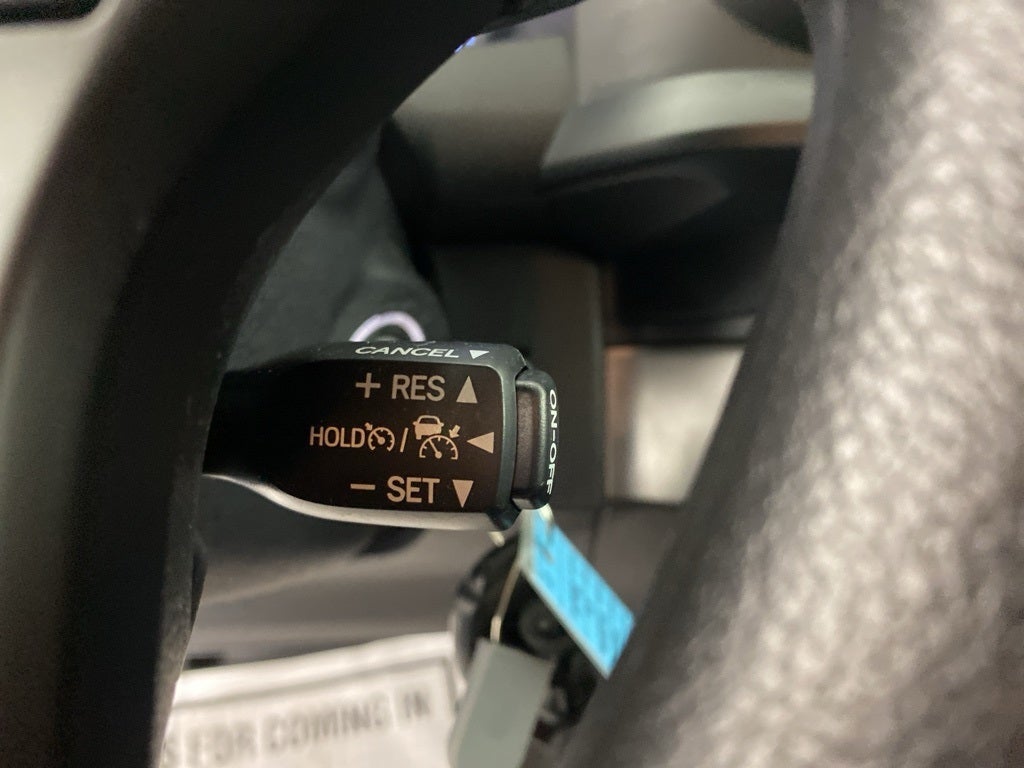 CANCEL ▼
+ RES ▲
HOLD / ◀
− SET ▼
ON-OFF
FOR COMING IN